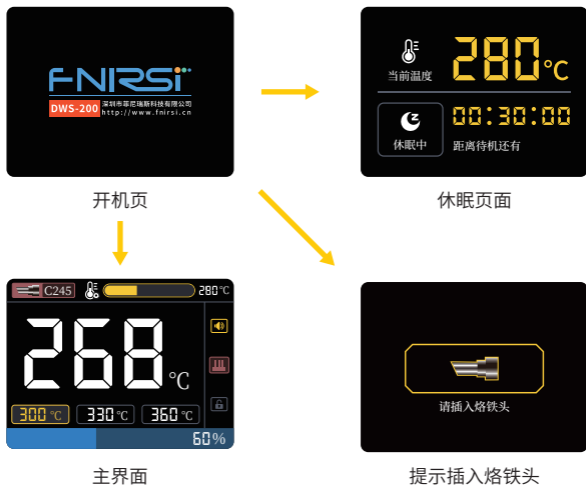 FNIRSI
DWS-200 深圳市菲尼瑞斯科技有限公司
http://www.fnirsi.cn
开机页
当前温度 280℃
休眠中 00:30:00
距离待机还有
休眠页面
C245 280℃
268℃
300℃ 330℃ 360℃
60%
主界面
请插入烙铁头
提示插入烙铁头